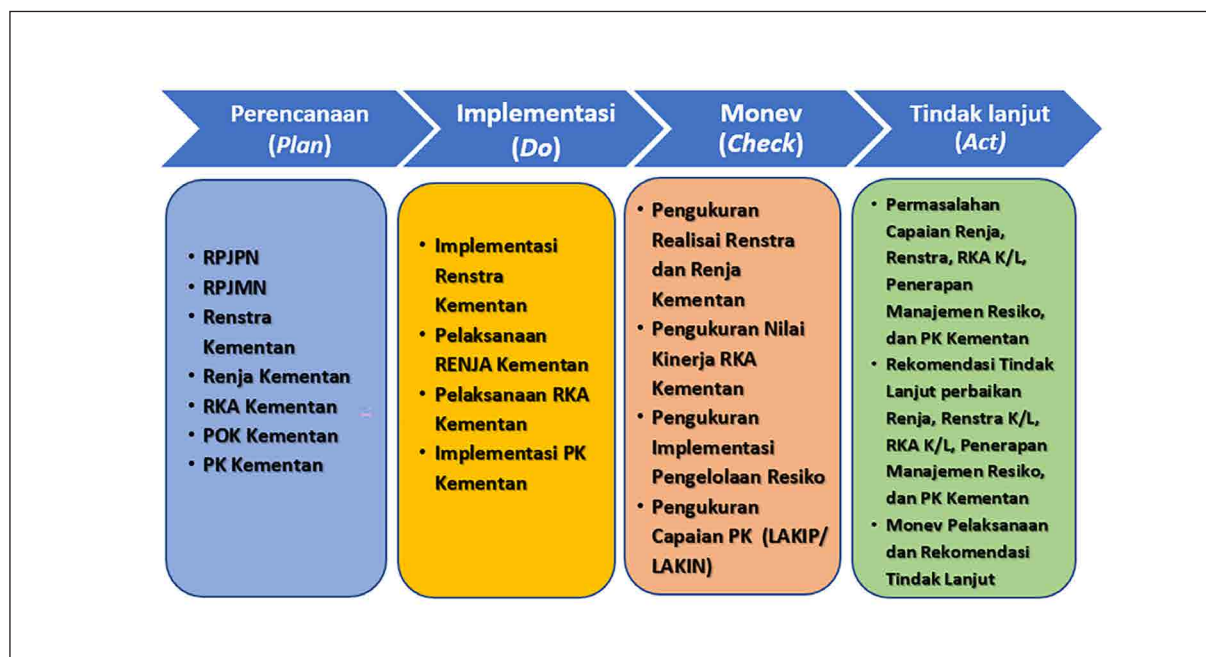 Perencanaan
(Plan)
Implementasi
(Do)
Monev
(Check)
Tindak lanjut
(Act)
• RPJPN
• RPJMN
• Renstra
Kementan
• Renja Kementan
• RKA Kementan
• POK Kementan
• PK Kementan
• Implementasi
Renstra
Kementan
• Pelaksanaan
RENJA Kementan
• Pelaksanaan RKA
Kementan
• Implementasi PK
Kementan
• Pengukuran
Realisai Renstra
dan Renja
Kementan
• Pengukuran Nilai
Kinerja RKA
Kementan
• Pengukuran
Implementasi
Pengelolaan Resiko
• Pengukuran
Capaian PK (LAKIP/
LAKIN)
• Permasalahan
Capaian Renja,
Renstra, RKA K/L,
Penerapan
Manajemen Resiko,
dan PK Kementan
• Rekomendasi Tindak
Lanjut perbaikan
Renja, Renstra K/L,
RKA K/L, Penerapan
Manajemen Resiko,
dan PK Kementan
• Monev Pelaksanaan
dan Rekomendasi
Tindak Lanjut